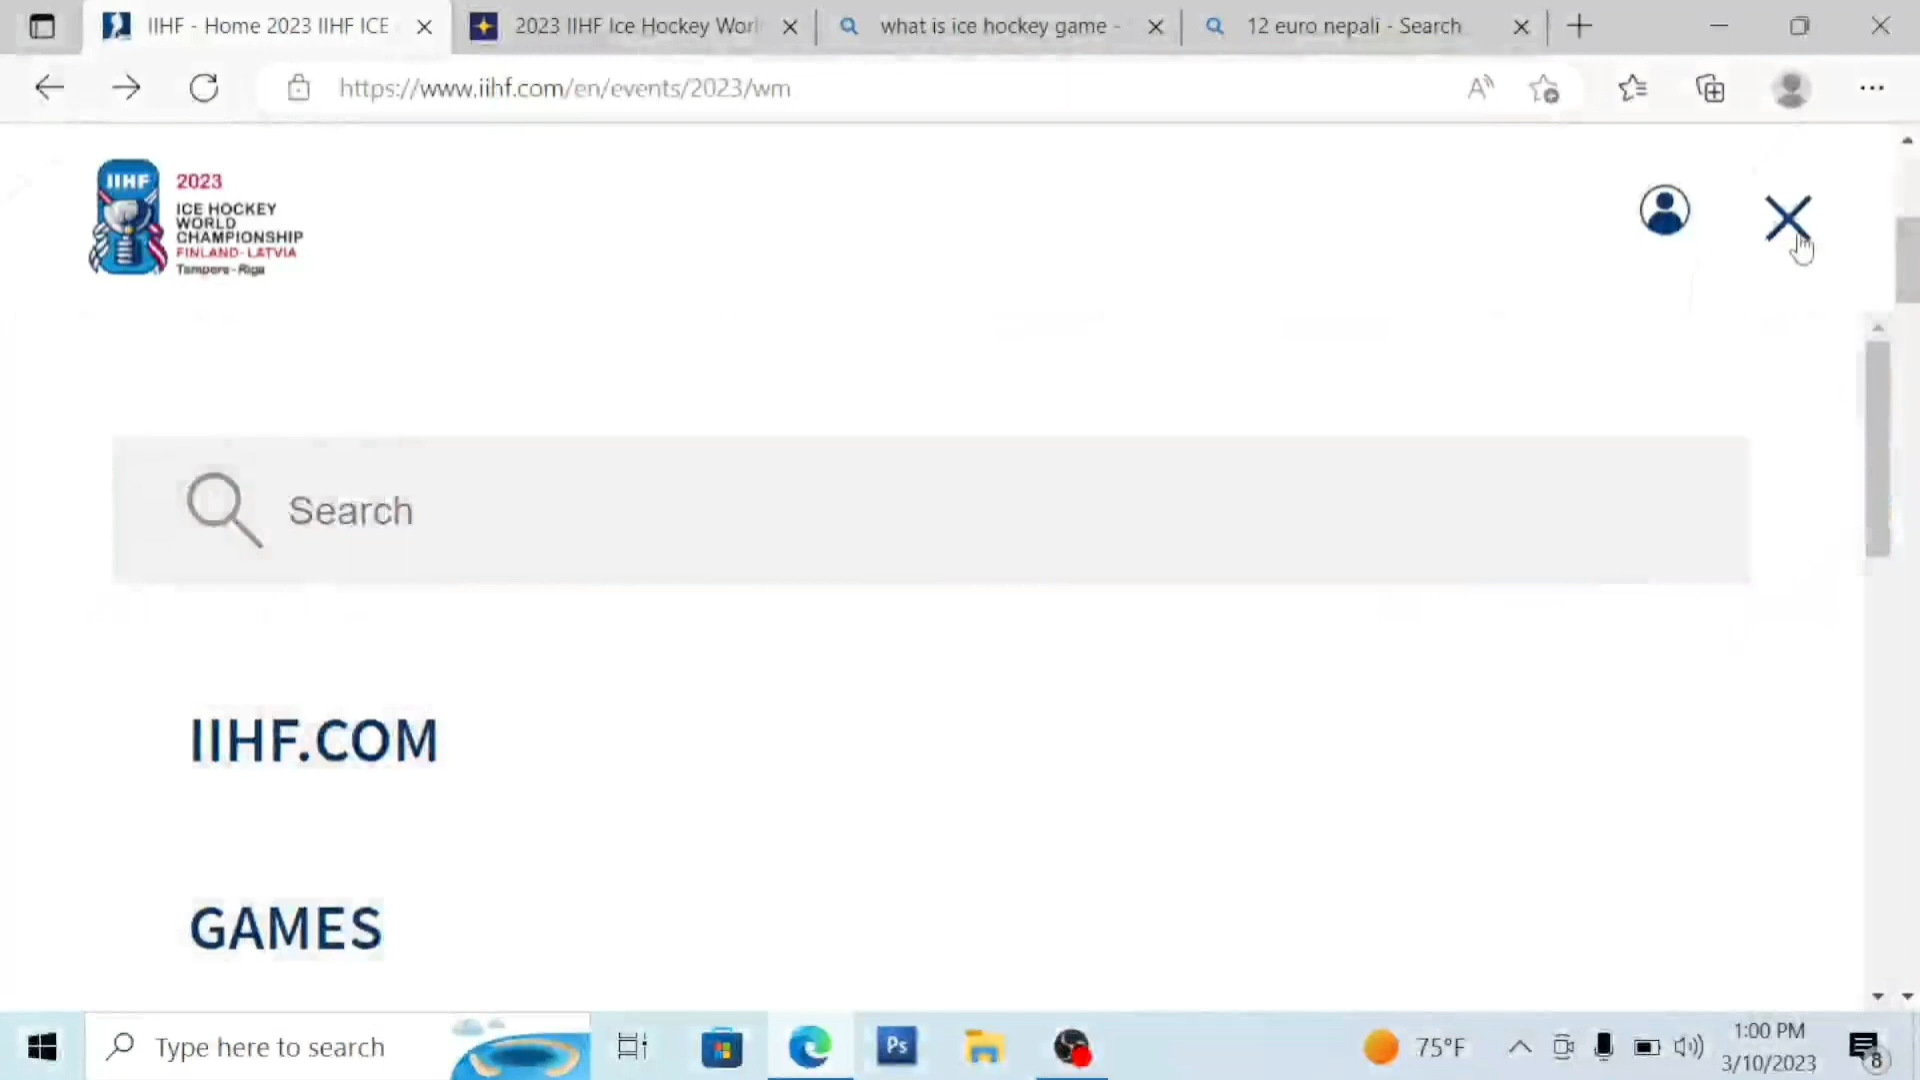 IIHF - Home 2023 IIHF ICE
2023 IIHF Ice Hockey Worl
what is ice hockey game -
12 euro nepali - Search
https://www.iihf.com/en/events/2023/wm
IIHF
2023
ICE HOCKEY
WORLD
CHAMPIONSHIP
FINLAND - LATVIA
Tampere - Riga
Search
IIHF.COM
GAMES
Type here to search
Ps
75°F
1:00 PM
3/10/2023
8